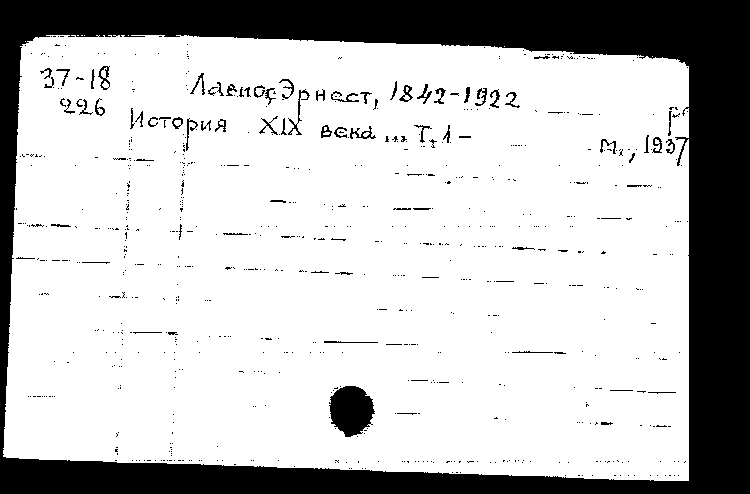 37-18 Лависс, Эрнест, 1842-1922
226
История XIX века ... Т. 1 -
М., 1937